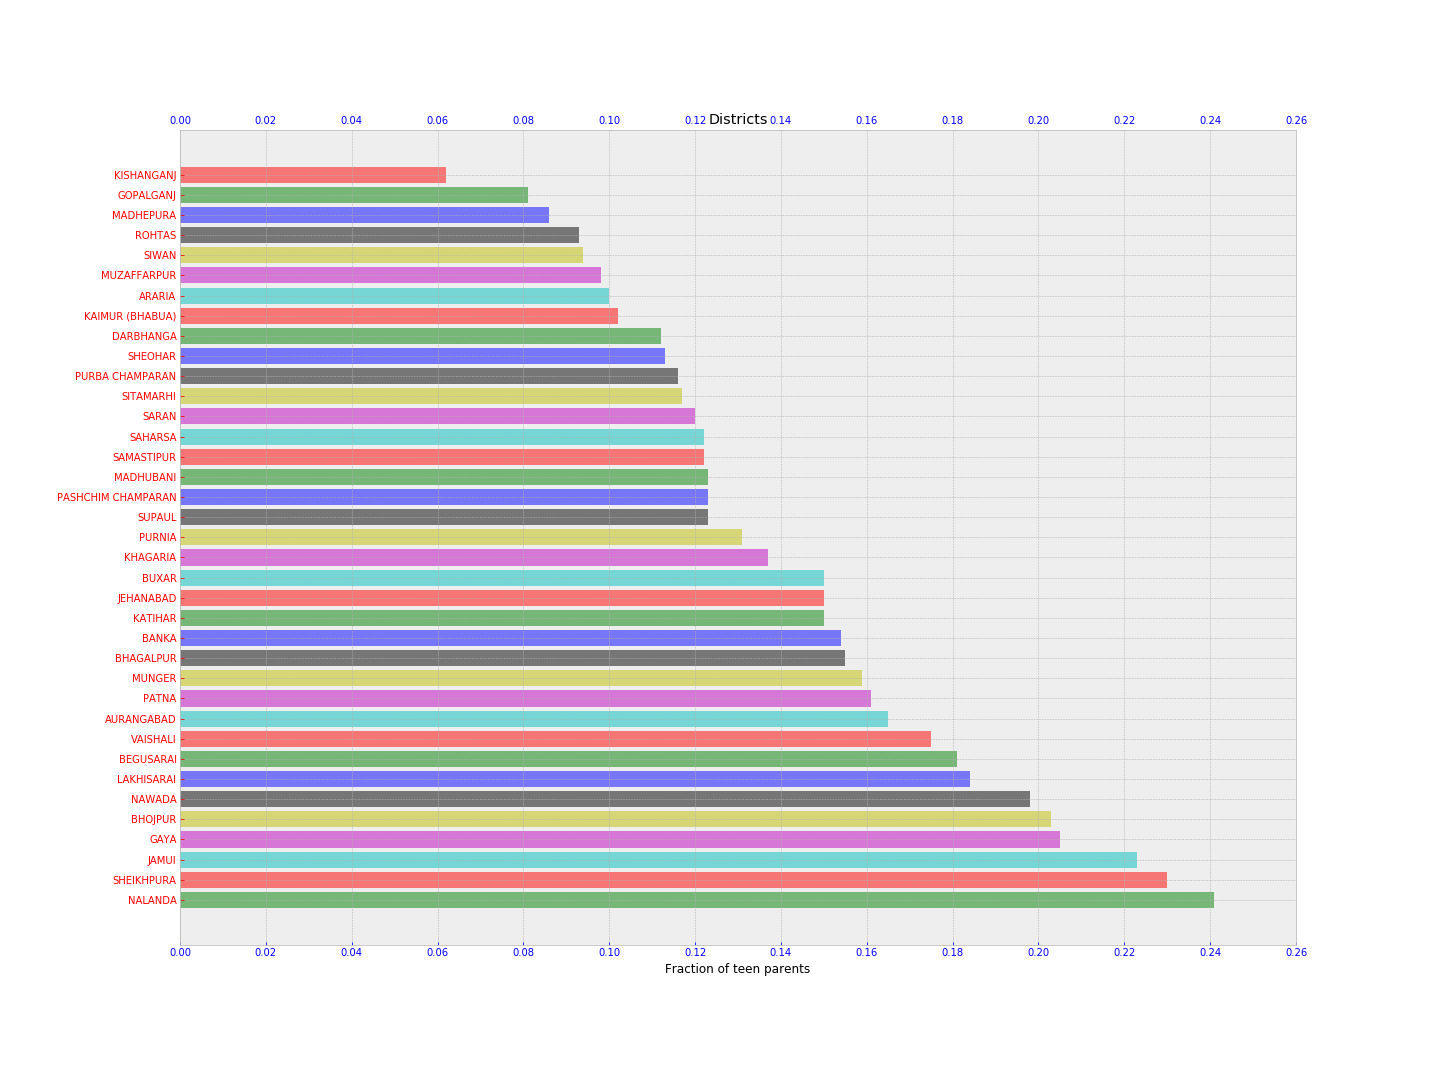 Districts
0.00 0.02 0.04 0.06 0.08 0.10 0.12 0.14 0.16 0.18 0.20 0.22 0.24 0.26
KISHANGANJ
GOPALGANJ
MADHEPURA
ROHTAS
SIWAN
MUZAFFARPUR
ARARIA
KAIMUR (BHABUA)
DARBHANGA
SHEOHAR
PURBA CHAMPARAN
SITAMARHI
SARAN
SAHARSA
SAMASTIPUR
MADHUBANI
PASHCHIM CHAMPARAN
SUPAUL
PURNIA
KHAGARIA
BUXAR
JEHANABAD
KATIHAR
BANKA
BHAGALPUR
MUNGER
PATNA
AURANGABAD
VAISHALI
BEGUSARAI
LAKHISARAI
NAWADA
BHOJPUR
GAYA
JAMUI
SHEIKHPURA
NALANDA
0.00 0.02 0.04 0.06 0.08 0.10 0.12 0.14 0.16 0.18 0.20 0.22 0.24 0.26
Fraction of teen parents